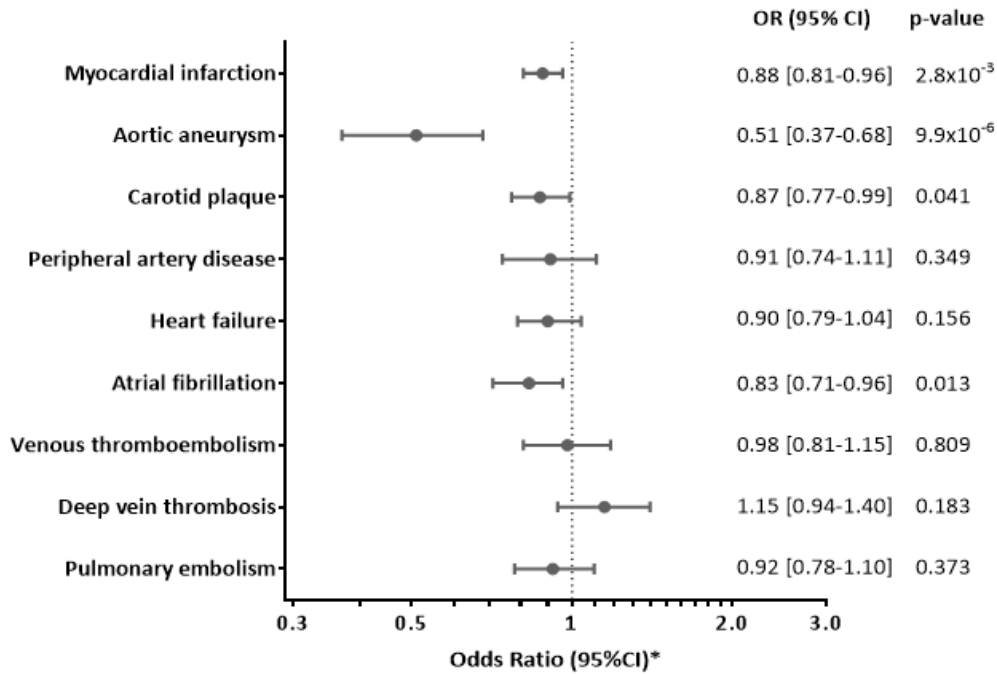 OR (95% CI) p-value
Myocardial infarction 0.88 [0.81-0.96] 2.8x10⁻³
Aortic aneurysm 0.51 [0.37-0.68] 9.9x10⁻⁶
Carotid plaque 0.87 [0.77-0.99] 0.041
Peripheral artery disease 0.91 [0.74-1.11] 0.349
Heart failure 0.90 [0.79-1.04] 0.156
Atrial fibrillation 0.83 [0.71-0.96] 0.013
Venous thromboembolism 0.98 [0.81-1.15] 0.809
Deep vein thrombosis 1.15 [0.94-1.40] 0.183
Pulmonary embolism 0.92 [0.78-1.10] 0.373
0.3 0.5 1 2.0 3.0
Odds Ratio (95%CI)*